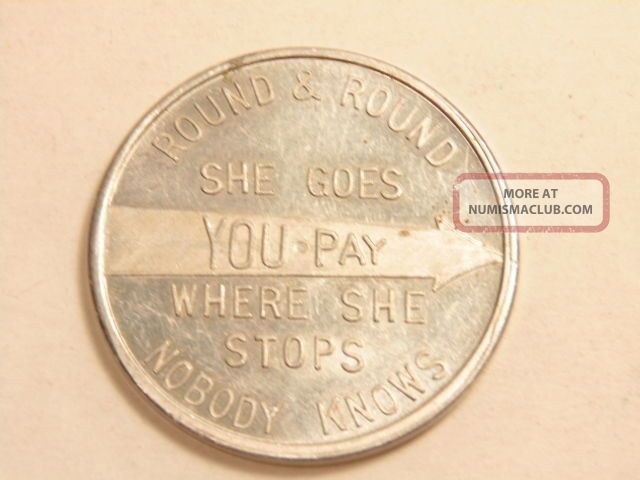 ROUND & ROUND
SHE GOES
YOU PAY
WHERE SHE
STOPS
NOBODY KNOWS
MORE AT
NUMISMACLUB.COM